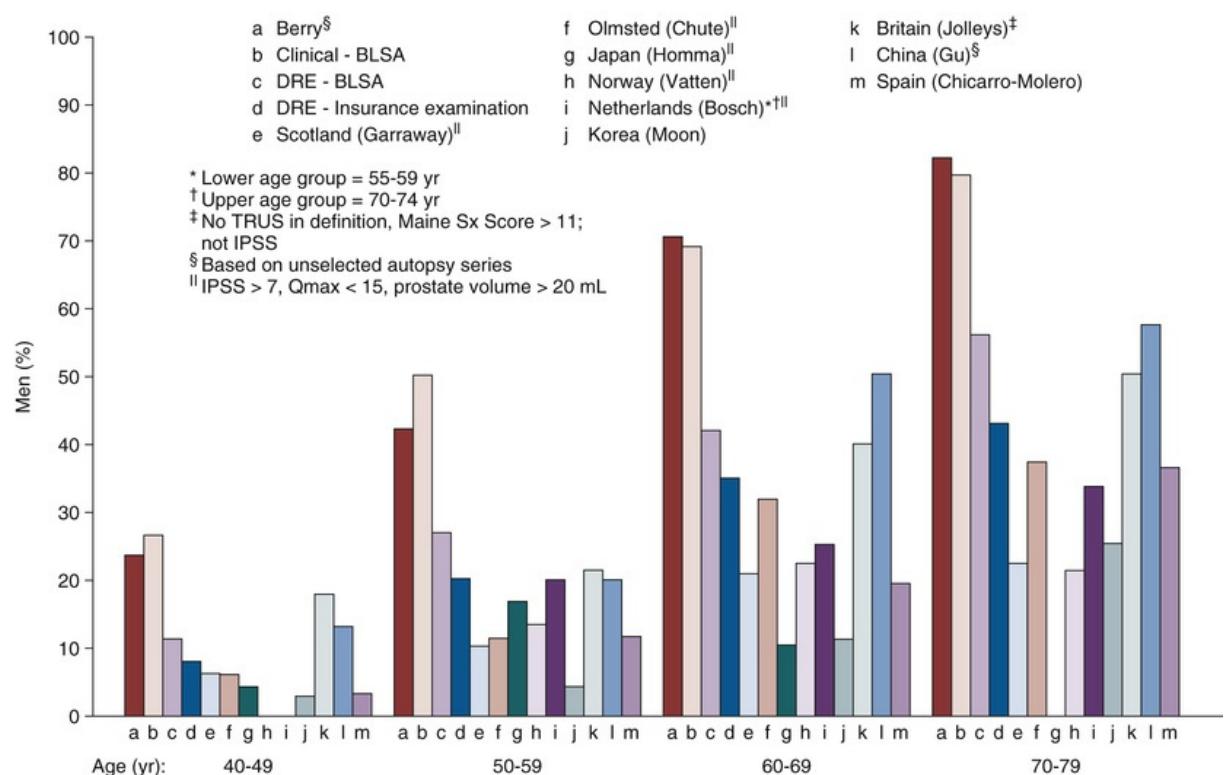 a Berry§
b Clinical - BLSA
c DRE - BLSA
d DRE - Insurance examination
e Scotland (Garraway)||
f Olmsted (Chute)||
g Japan (Homma)||
h Norway (Vatten)||
i Netherlands (Bosch)*†||
j Korea (Moon)
k Britain (Jolleys)‡
l China (Gu)§
m Spain (Chicarro-Molero)
* Lower age group = 55-59 yr
† Upper age group = 70-74 yr
‡ No TRUS in definition, Maine Sx Score > 11;
not IPSS
§ Based on unselected autopsy series
|| IPSS > 7, Qmax < 15, prostate volume > 20 mL
Men (%)
100
90
80
70
60
50
40
30
20
10
0
a b c d e f g h i j k l m a b c d e f g h i j k l m a b c d e f g h i j k l m a b c d e f g h i j k l m
Age (yr): 40-49 50-59 60-69 70-79